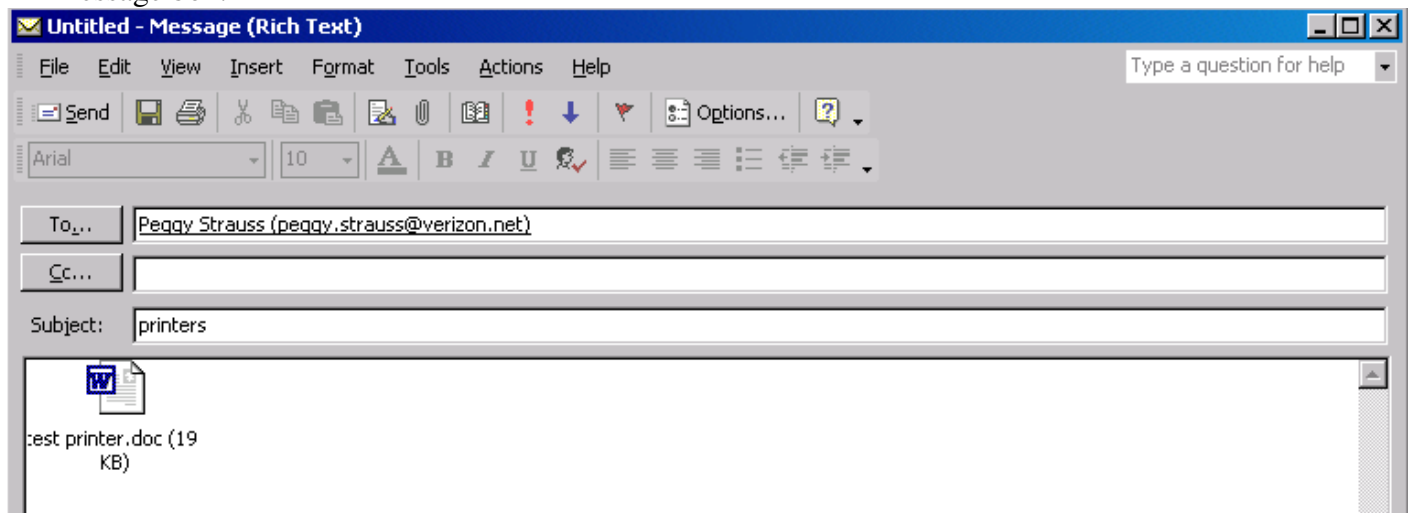 Untitled - Message (Rich Text)
File Edit View Insert Format Tools Actions Help Type a question for help
Send Options...
Arial 10 A B I U
To... Peggy Strauss (peggy.strauss@verizon.net)
Cc...
Subject: printers
W
test printer.doc (19
KB)